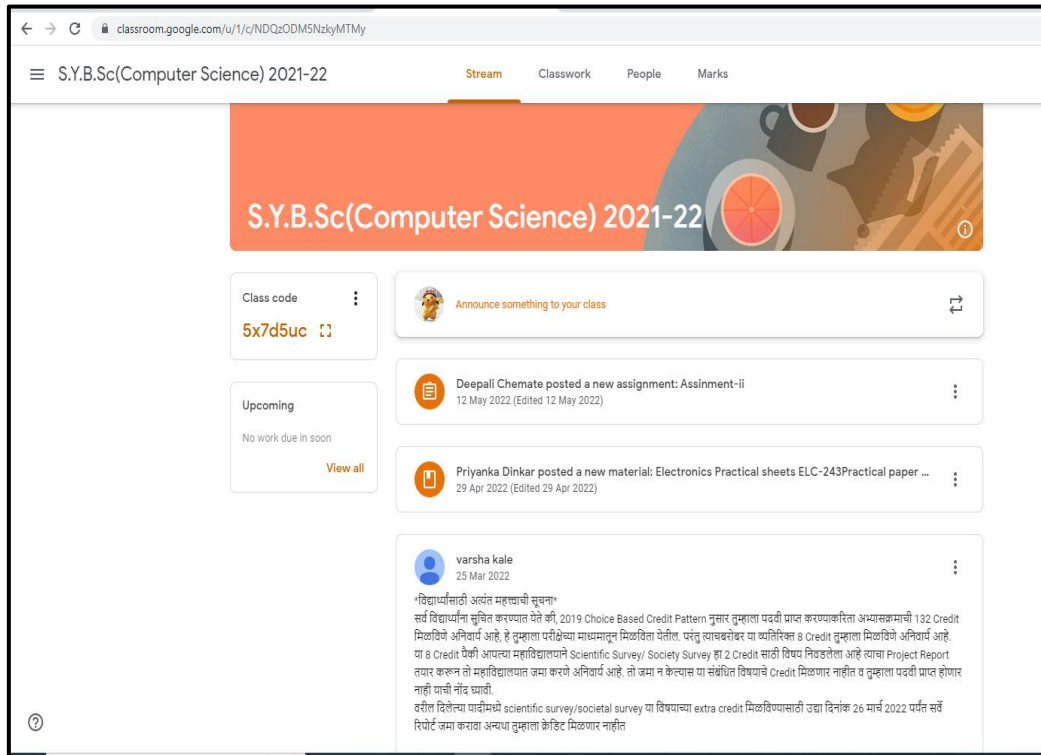 classroom.google.com/u/1/c/NDQzODM5NzkyMTMy
S.Y.B.Sc(Computer Science) 2021-22
Stream Classwork People Marks
S.Y.B.Sc(Computer Science) 2021-22
Class code
5x7d5uc
Upcoming
No work due in soon
View all
Announce something to your class
Deepali Chemate posted a new assignment: Assinment-ii
12 May 2022 (Edited 12 May 2022)
Priyanka Dinkar posted a new material: Electronics Practical sheets ELC-243Practical paper ...
29 Apr 2022 (Edited 29 Apr 2022)
varsha kale
25 Mar 2022
*विद्यार्थ्यांसाठी अत्यंत महत्त्वाची सूचना*
सर्व विद्यार्थ्यांना सुचित करण्यात येते की, 2019 Choice Based Credit Pattern नुसार तुम्हाला पदवी प्राप्त करण्याकरिता अभ्यासक्रमाची 132 Credit
मिळविणे अनिवार्य आहे, हे तुम्हाला परीक्षेच्या माध्यमातून मिळविता येतील. परंतु त्याचबरोबर या व्यतिरिक्त 8 Credit तुम्हाला मिळविणे अनिवार्य आहे.
या 8 Credit पैकी आपल्या महाविद्यालयाने Scientific Survey/ Society Survey हा 2 Credit साठी विषय निवडलेला आहे त्याचा Project Report
तयार करून तो महाविद्यालयात जमा करणे अनिवार्य आहे. तो जमा न केल्यास या संबंधित विषयाचे Credit मिळणार नाहीत व तुम्हाला पदवी प्राप्त होणार
नाही याची नोंद घ्यावी.
वरील दिलेल्या यादीमध्ये scientific survey/societal survey या विषयाच्या extra credit मिळविण्यासाठी उद्या दिनांक 26 मार्च 2022 पर्यंत सर्वे
रिपोर्ट जमा करावा अन्यथा तुम्हाला क्रेडिट मिळणार नाहीत